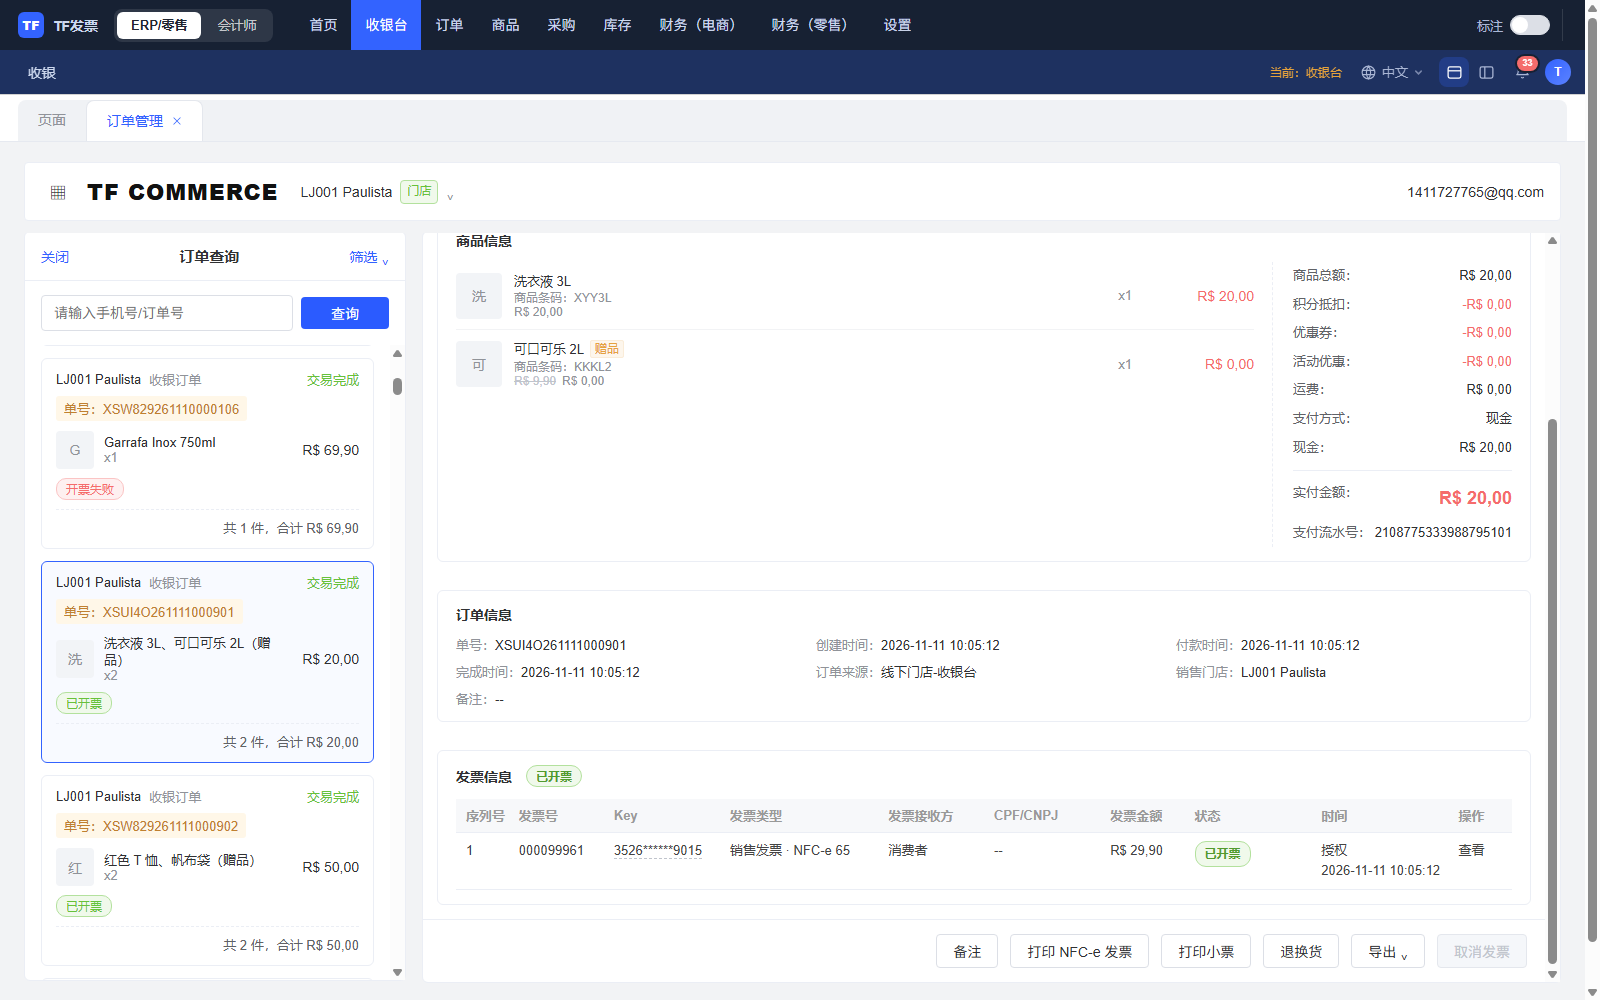 TF TF发票 ERP/零售 会计师 首页 收银台 订单 商品 采购 库存 财务（电商） 财务（零售） 设置 标注
收银 当前：收银台 中文 33 T
页面 订单管理 ×
TF COMMERCE LJ001 Paulista 门店 1411727765@qq.com
关闭 订单查询 筛选
请输入手机号/订单号 查询
LJ001 Paulista 收银订单 交易完成
单号：XSW829261110000106
G Garrafa Inox 750ml R$ 69,90
x1
开票失败
共 1 件，合计 R$ 69,90
LJ001 Paulista 收银订单 交易完成
单号：XSUI4O261111000901
洗 洗衣液 3L、可口可乐 2L（赠
品） R$ 20,00
x2
已开票
共 2 件，合计 R$ 20,00
LJ001 Paulista 收银订单 交易完成
单号：XSW829261111000902
红 红色 T 恤、帆布袋（赠品） R$ 50,00
x2
已开票
共 2 件，合计 R$ 50,00
商品信息
洗 洗衣液 3L x1 R$ 20,00
商品条码：XYY3L
R$ 20,00
可 可口可乐 2L 赠品 x1 R$ 0,00
商品条码：KKKL2
R$ 9,90 R$ 0,00
商品总额： R$ 20,00
积分抵扣： -R$ 0,00
优惠券： -R$ 0,00
活动优惠： -R$ 0,00
运费： R$ 0,00
支付方式： 现金
现金： R$ 20,00
实付金额： R$ 20,00
支付流水号： 2108775333988795101
订单信息
单号：XSUI4O261111000901 创建时间：2026-11-11 10:05:12 付款时间：2026-11-11 10:05:12
完成时间：2026-11-11 10:05:12 订单来源：线下门店-收银台 销售门店：LJ001 Paulista
备注：--
发票信息 已开票
序列号 发票号 Key 发票类型 发票接收方 CPF/CNPJ 发票金额 状态 时间 操作
1 000099961 3526******9015 销售发票 · NFC-e 65 消费者 -- R$ 29,90 已开票 授权 查看
2026-11-11 10:05:12
备注 打印 NFC-e 发票 打印小票 退换货 导出 取消发票